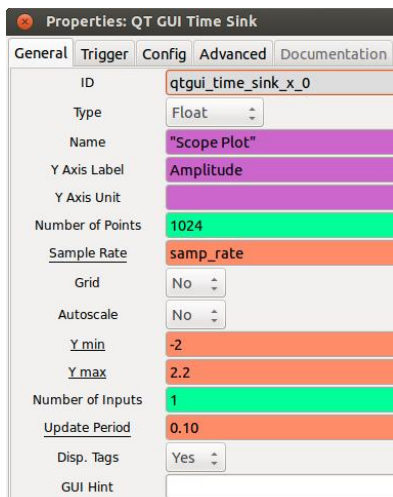 Properties: QT GUI Time Sink
General Trigger Config Advanced Documentation
ID qtgui_time_sink_x_0
Type Float
Name "Scope Plot"
Y Axis Label Amplitude
Y Axis Unit
Number of Points 1024
Sample Rate samp_rate
Grid No
Autoscale No
Y min -2
Y max 2.2
Number of Inputs 1
Update Period 0.10
Disp. Tags Yes
GUI Hint